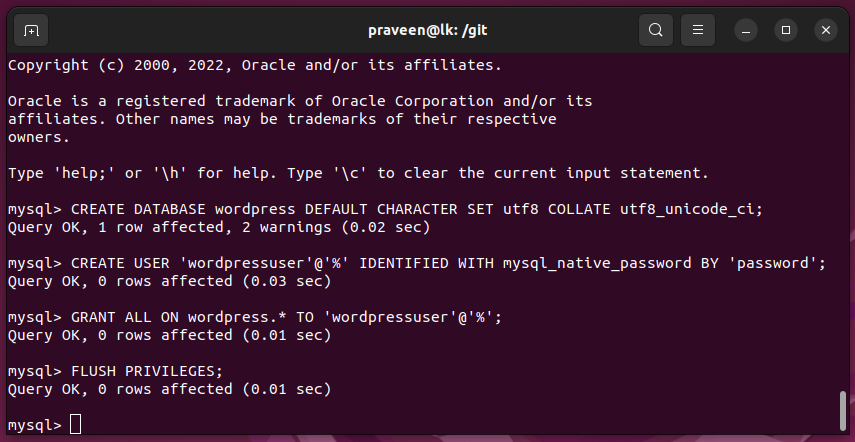 praveen@lk: /git
Copyright (c) 2000, 2022, Oracle and/or its affiliates.
Oracle is a registered trademark of Oracle Corporation and/or its
affiliates. Other names may be trademarks of their respective
owners.
Type 'help;' or '\h' for help. Type '\c' to clear the current input statement.
mysql> CREATE DATABASE wordpress DEFAULT CHARACTER SET utf8 COLLATE utf8_unicode_ci;
Query OK, 1 row affected, 2 warnings (0.02 sec)
mysql> CREATE USER 'wordpressuser'@'%' IDENTIFIED WITH mysql_native_password BY 'password';
Query OK, 0 rows affected (0.03 sec)
mysql> GRANT ALL ON wordpress.* TO 'wordpressuser'@'%';
Query OK, 0 rows affected (0.01 sec)
mysql> FLUSH PRIVILEGES;
Query OK, 0 rows affected (0.01 sec)
mysql>